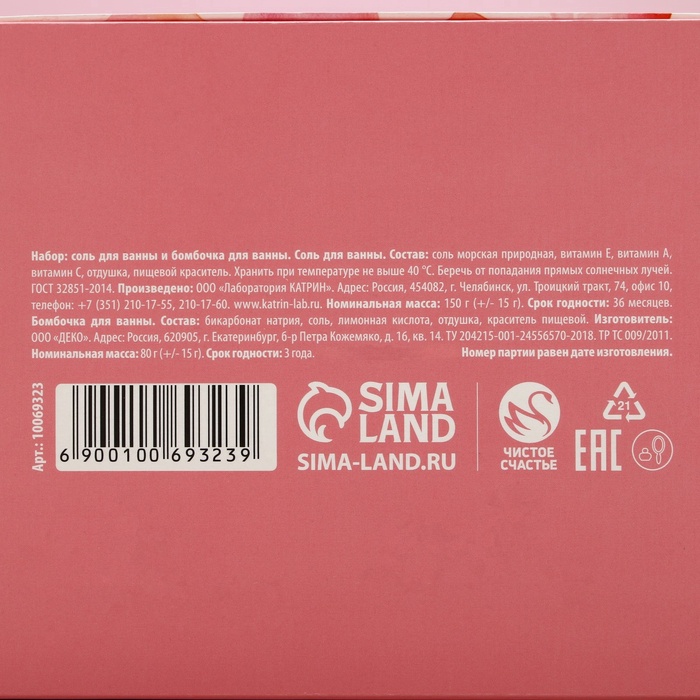 Набор: соль для ванны и бомбочка для ванны. Соль для ванны. Состав: соль морская природная, витамин Е, витамин А,
витамин С, отдушка, пищевой краситель. Хранить при температуре не выше 40 °С. Беречь от попадания прямых солнечных лучей.
ГОСТ 32851-2014. Произведено: ООО «Лаборатория КАТРИН». Адрес: Россия, 454082, г. Челябинск, ул. Троицкий тракт, 74, офис 10,
телефон: +7 (351) 210-17-55, 210-17-60. www.katrin-lab.ru. Номинальная масса: 150 г (+/- 15 г). Срок годности: 36 месяцев.
Бомбочка для ванны. Состав: бикарбонат натрия, соль, лимонная кислота, отдушка, краситель пищевой. Изготовитель:
ООО «ДЕКО». Адрес: Россия, 620905, г. Екатеринбург, б-р Петра Кожемяко, д. 16, кв. 14. ТУ 204215-001-24556570-2018. ТР ТС 009/2011.
Номинальная масса: 80 г (+/- 15 г). Срок годности: 3 года. Номер партии равен дате изготовления.
Арт.: 10069323
6 900100 693239
SIMA
LAND
SIMA-LAND.RU
ЧИСТОЕ
СЧАСТЬЕ
21
EAC